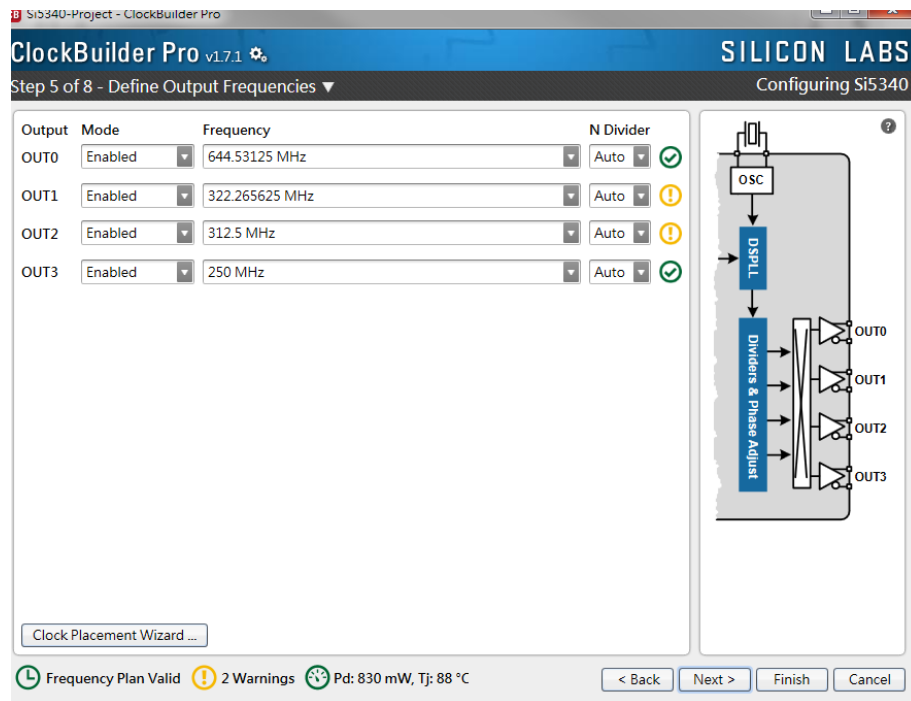 Si5340-Project - ClockBuilder Pro
ClockBuilder Pro v1.7.1
SILICON LABS
Step 5 of 8 - Define Output Frequencies ▼
Configuring Si5340
Output Mode Frequency N Divider
OUT0 Enabled 644.53125 MHz Auto
OUT1 Enabled 322.265625 MHz Auto
OUT2 Enabled 312.5 MHz Auto
OUT3 Enabled 250 MHz Auto
?
OSC
DSPLL
Dividers & Phase Adjust
OUT0
OUT1
OUT2
OUT3
Clock Placement Wizard ...
Frequency Plan Valid 2 Warnings Pd: 830 mW, Tj: 88 °C
< Back Next > Finish Cancel